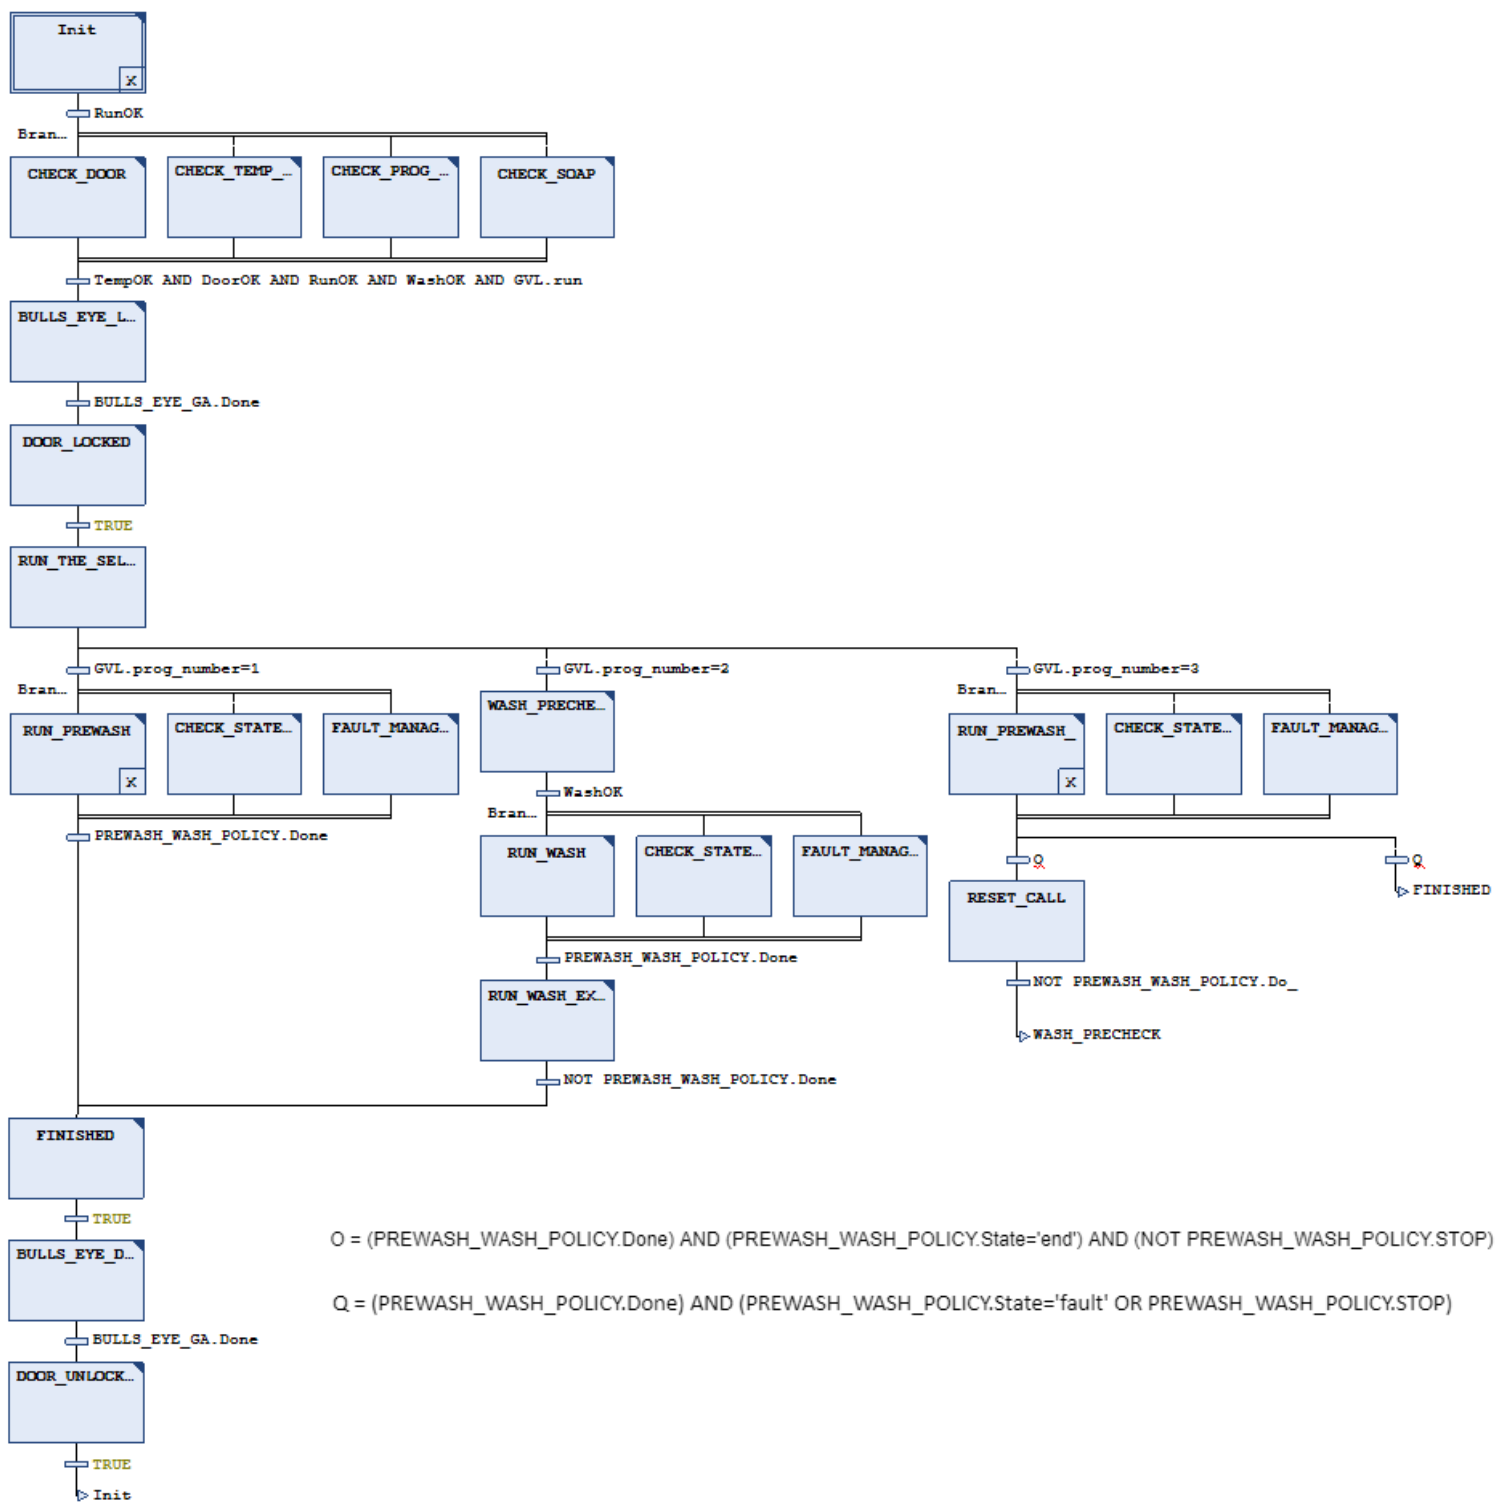 Init
X
RunOK
Bran...
CHECK_DOOR CHECK_TEMP_... CHECK_PROG_... CHECK_SOAP
TempOK AND DoorOK AND RunOK AND WashOK AND GVL.run
BULLS_EYE_L...
BULLS_EYE_GA.Done
DOOR_LOCKED
TRUE
RUN_THE_SEL...
GVL.prog_number=1 GVL.prog_number=2 GVL.prog_number=3
Bran... Bran...
WASH_PRECHE...
RUN_PREWASH CHECK_STATE... FAULT_MANAG... RUN_PREWASH_ CHECK_STATE... FAULT_MANAG...
X X
WashOK
Bran...
PREWASH_WASH_POLICY.Done
RUN_WASH CHECK_STATE... FAULT_MANAG...
Q Q
FINISHED
RESET_CALL
PREWASH_WASH_POLICY.Done
NOT PREWASH_WASH_POLICY.Do_
RUN_WASH_EX...
WASH_PRECHECK
NOT PREWASH_WASH_POLICY.Done
FINISHED
TRUE
O = (PREWASH_WASH_POLICY.Done) AND (PREWASH_WASH_POLICY.State='end') AND (NOT PREWASH_WASH_POLICY.STOP)
BULLS_EYE_D...
Q = (PREWASH_WASH_POLICY.Done) AND (PREWASH_WASH_POLICY.State='fault' OR PREWASH_WASH_POLICY.STOP)
BULLS_EYE_GA.Done
DOOR_UNLOCK...
TRUE
Init